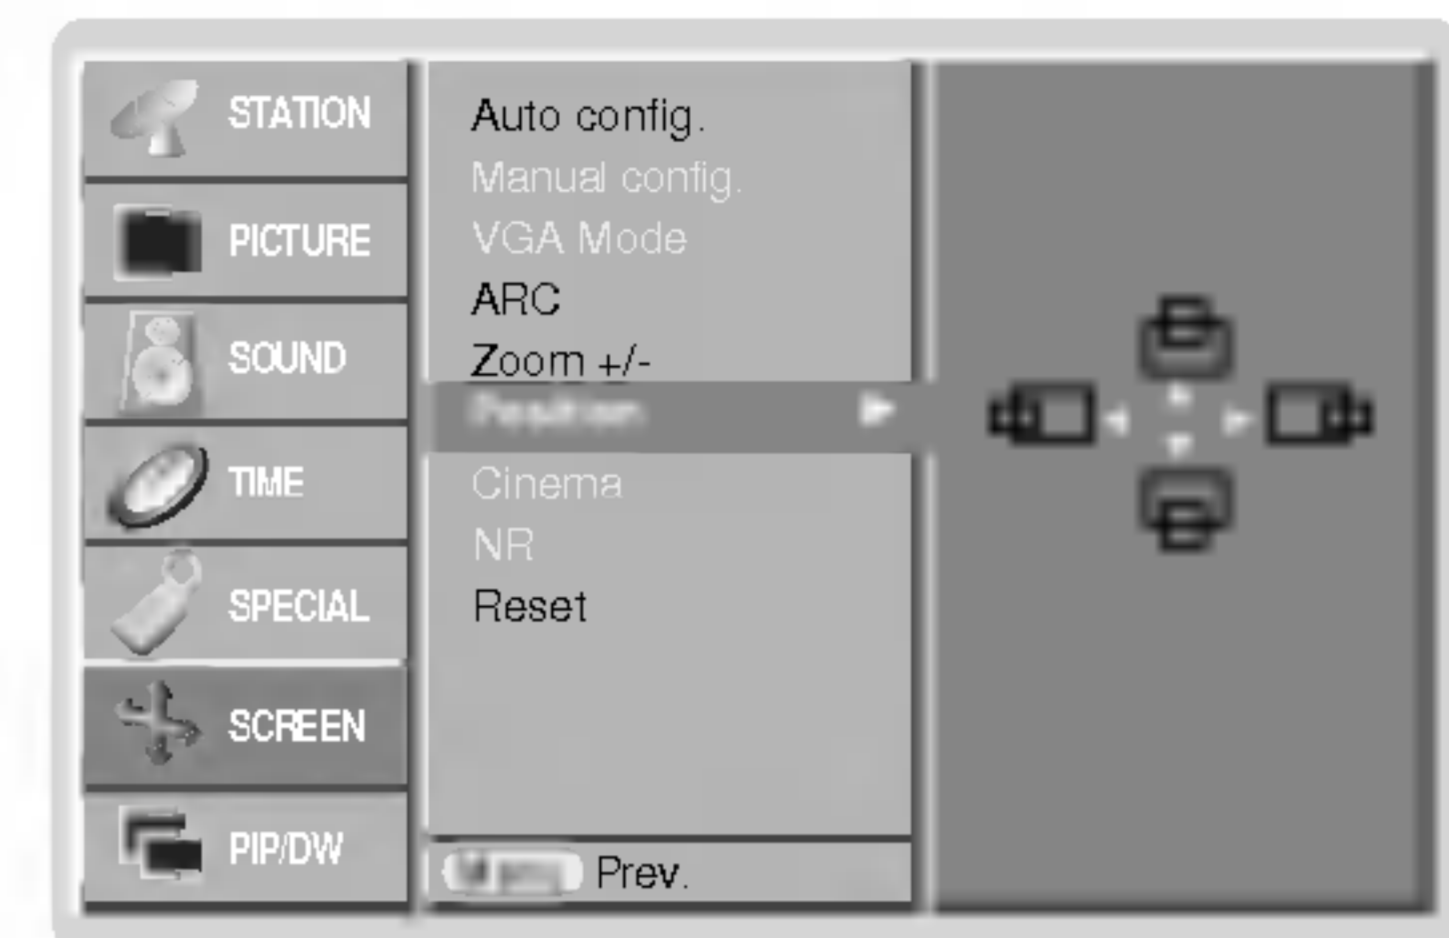 STATION
PICTURE
SOUND
TIME
SPECIAL
SCREEN
PIP/DW
Auto config.
Manual config.
VGA Mode
ARC
Zoom +/-
Position
Cinema
NR
Reset
Prev.